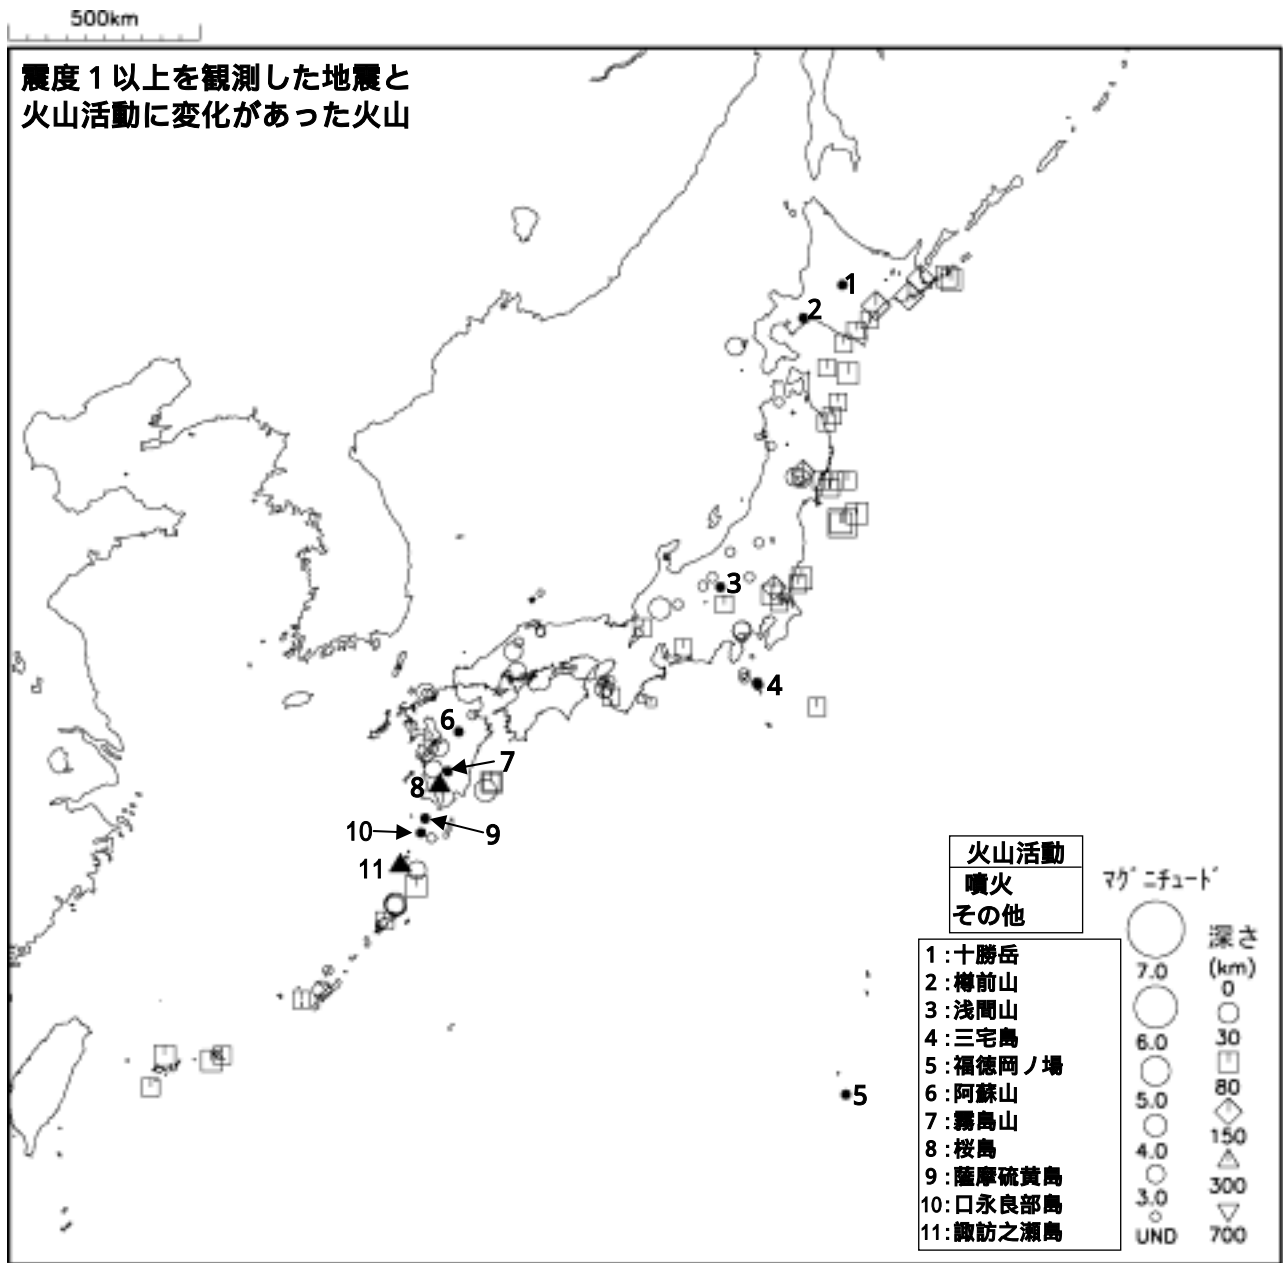 500km
震度1以上を観測した地震と
火山活動に変化があった火山
1
2
3
4
6
7
8
10
9
11
5
火山活動
噴火
その他
1:十勝岳
2:樽前山
3:浅間山
4:三宅島
5:福徳岡ノ場
6:阿蘇山
7:霧島山
8:桜島
9:薩摩硫黄島
10:口永良部島
11:諏訪之瀬島
マグニチュード
7.0
6.0
5.0
4.0
3.0
UND
深さ
(km)
0
30
80
150
300
700